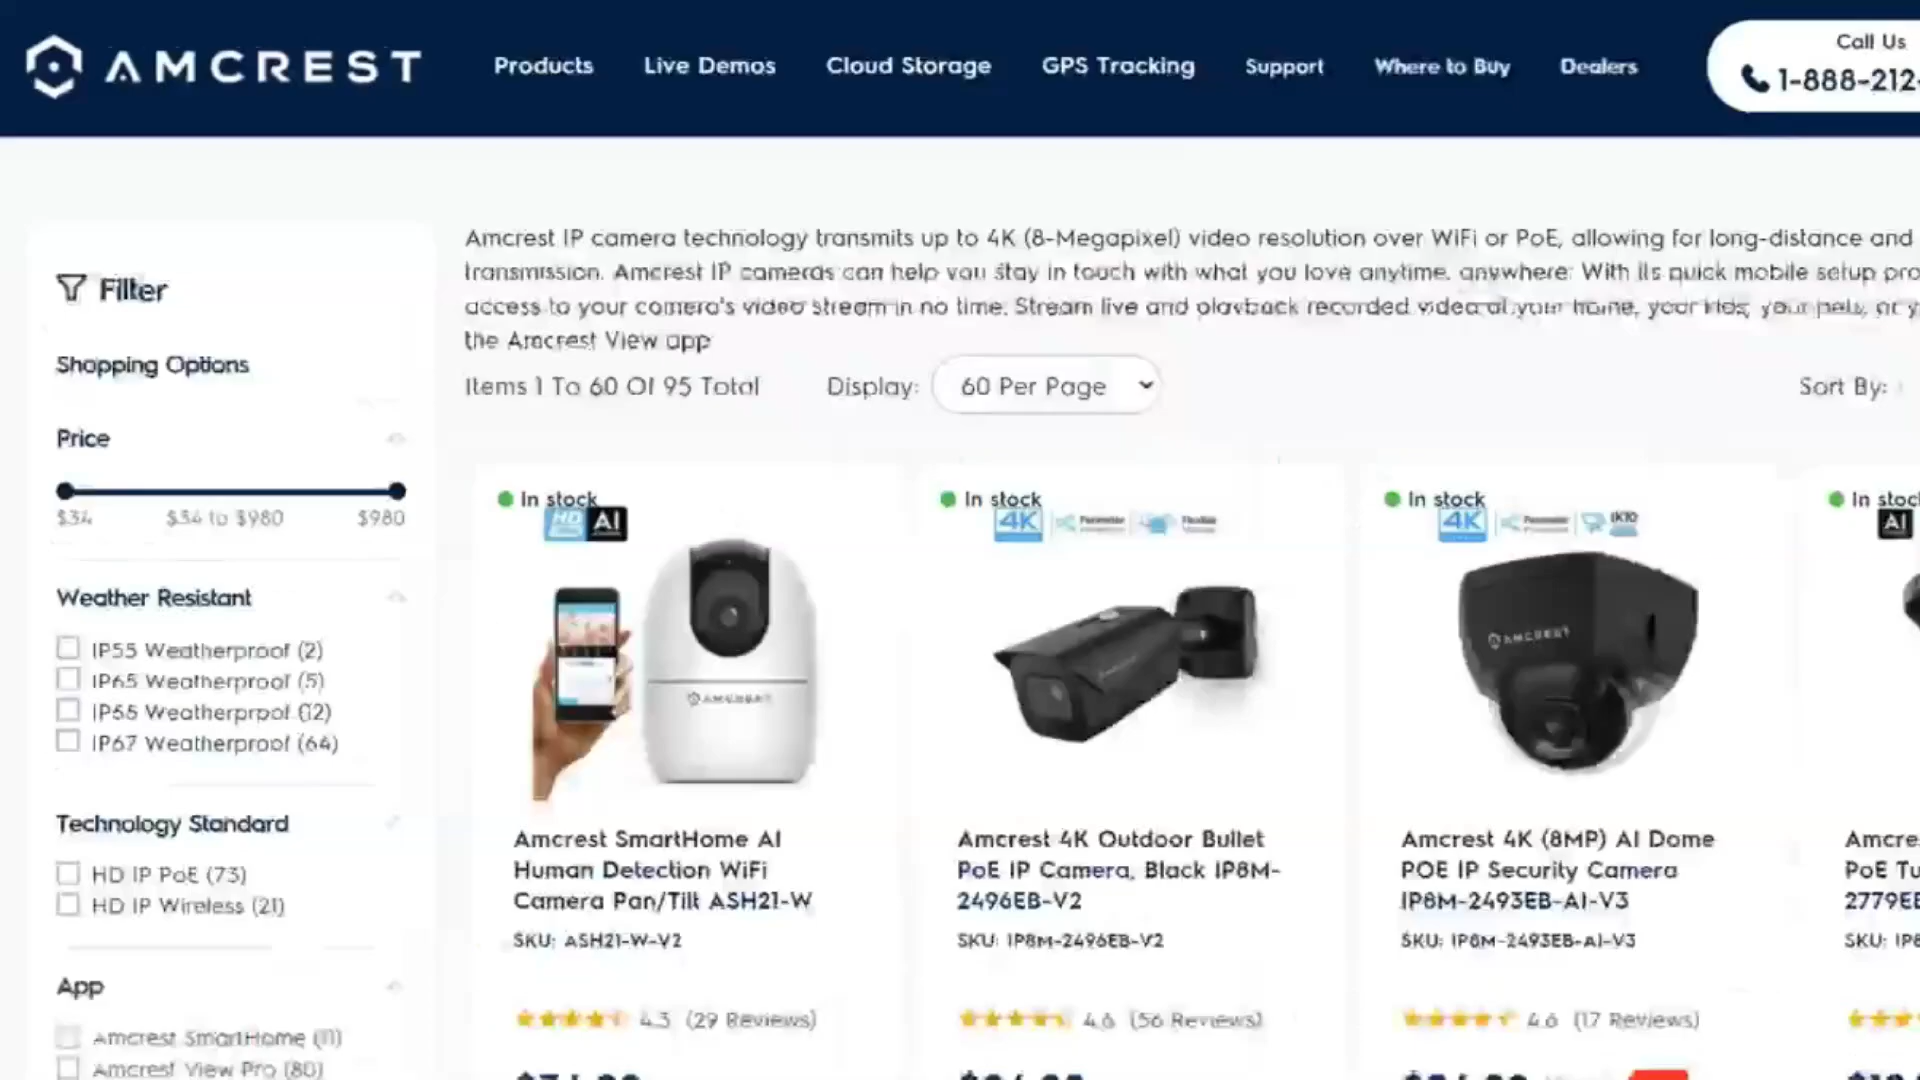 AMCREST
Products Live Demos Cloud Storage GPS Tracking Support Where to Buy Dealers
Call Us
1-888-212-
Amcrest IP camera technology transmits up to 4K (8-Megapixel) video resolution over WiFi or PoE, allowing for long-distance and
transmission. Amcrest IP cameras can help you stay in touch with what you love anytime, anywhere. With its quick mobile setup pro
access to your camera's video stream in no time. Stream live and playback recorded video at your home, your kids, your pets, or y
the Amcrest View app
Filter
Shopping Options
Items 1 To 60 Of 95 Total Display: 60 Per Page Sort By:
Price
$34 $34 to $980 $980
Weather Resistant
IP55 Weatherproof (2)
IP65 Weatherproof (5)
IP66 Weatherproof (12)
IP67 Weatherproof (64)
Technology Standard
HD IP PoE (73)
HD IP Wireless (21)
App
Amcrest SmartHome (11)
Amcrest View Pro (80)
In stock
HD AI
AMCREST
Amcrest SmartHome AI
Human Detection WiFi
Camera Pan/Tilt ASH21-W
SKU: ASH21-W-V2
4.3 (29 Reviews)
In stock
4K Perimeter Flexible
Amcrest 4K Outdoor Bullet
PoE IP Camera, Black IP8M-
2496EB-V2
SKU: IP8M-2496EB-V2
4.6 (56 Reviews)
In stock
4K Perimeter IK10
AMCREST
Amcrest 4K (8MP) AI Dome
POE IP Security Camera
IP8M-2493EB-AI-V3
SKU: IP8M-2493EB-AI-V3
4.6 (17 Reviews)
In stock
AI
Amcre
PoE Tu
2779EB
SKU: IP8